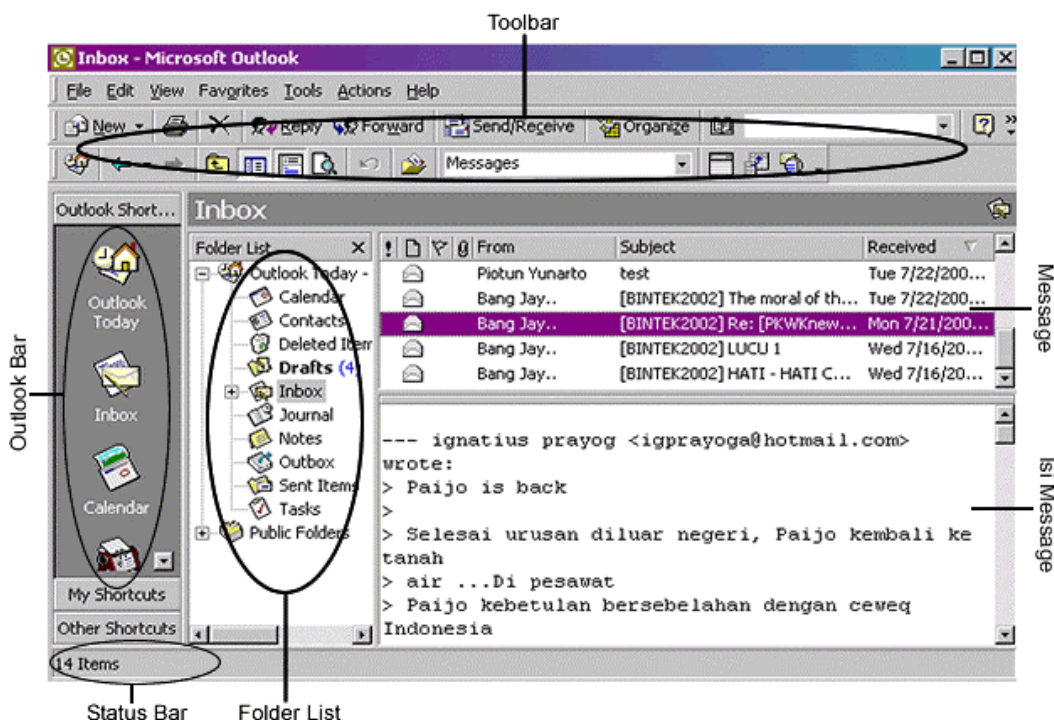 Toolbar
Inbox - Microsoft Outlook
File Edit View Favorites Tools Actions Help
New Reply Forward Send/Receive Organize
Messages
Outlook Short...
Inbox
Outlook Today
Inbox
Calendar
My Shortcuts
Other Shortcuts
Folder List
Outlook Today -
Calendar
Contacts
Deleted Item
Drafts (4
Inbox
Journal
Notes
Outbox
Sent Items
Tasks
Public Folders
! From Subject Received
Piotun Yunarto test Tue 7/22/200...
Bang Jay.. [BINTEK2002] The moral of th... Tue 7/22/200...
Bang Jay.. [BINTEK2002] Re: [PKWKnew... Mon 7/21/200...
Bang Jay.. [BINTEK2002] LUCU 1 Wed 7/16/20...
Bang Jay.. [BINTEK2002] HATI - HATI C... Wed 7/16/20...
--- ignatius prayog <igprayoga@hotmail.com>
wrote:
> Paijo is back
>
> Selesai urusan diluar negeri, Paijo kembali ke
tanah
> air ...Di pesawat
> Paijo kebetulan bersebelahan dengan ceweq
Indonesia
14 Items
Outlook Bar
Message
Isi Message
Status Bar
Folder List